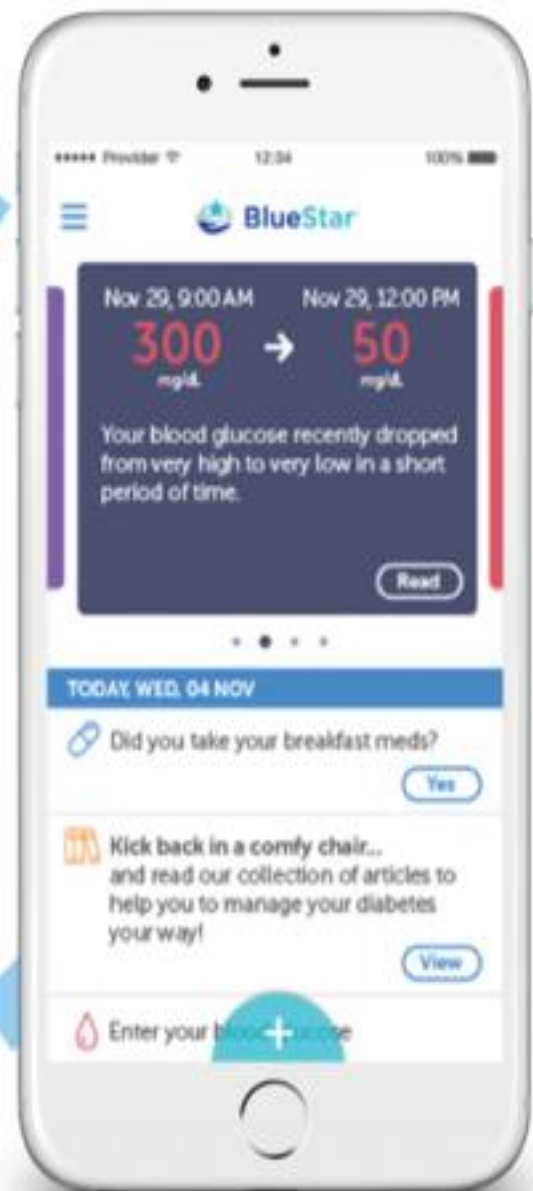 Provider 12:34 100%
BlueStar
Nov 29, 9:00 AM Nov 29, 12:00 PM
300 → 50
mg/dL mg/dL
Your blood glucose recently dropped
from very high to very low in a short
period of time.
Read
TODAY, WED, 04 NOV
Did you take your breakfast meds?
Yes
Kick back in a comfy chair...
and read our collection of articles to
help you to manage your diabetes
your way!
View
Enter your blood glucose
+